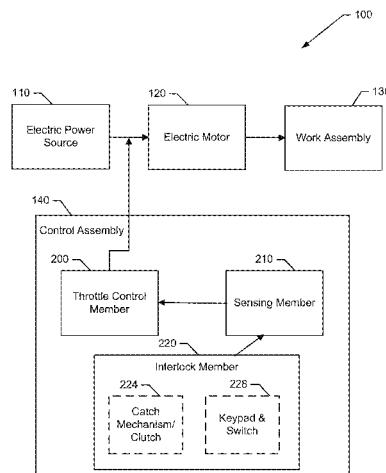 100
110
120
130
Electric Power
Source
Electric Motor
Work Assembly
140
Control Assembly
200
210
Throttle Control
Member
Sensing Member
220
Interlock Member
224
228
Catch
Mechanism/
Clutch
Keypad &
Switch